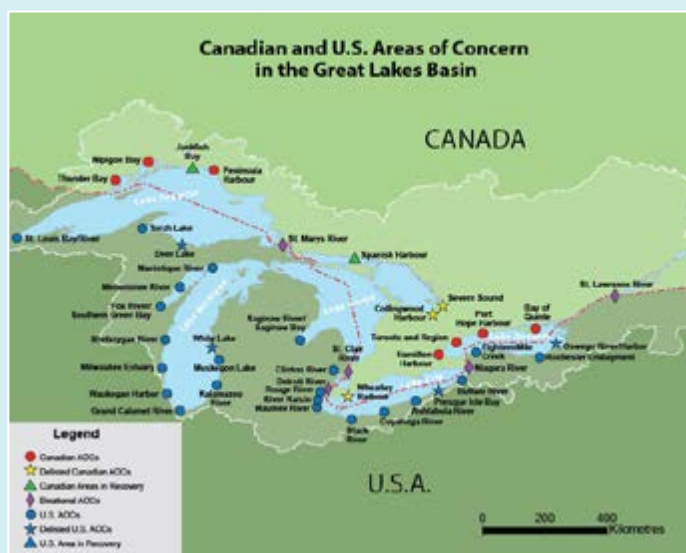 Canadian and U.S. Areas of Concern
in the Great Lakes Basin
CANADA
Jackfish
Bay
Nipigon Bay
Thunder Bay
Peninsula
Harbour
Torch Lake
St. Louis Bay/River
Deer Lake
St. Marys River
Spanish Harbour
Manistique River
Menominee River
Fox River/
Southern Green Bay
Saginaw River/
Saginaw Bay
Collingwood
Harbour
Severn Sound
St. Lawrence River
Port
Hope Harbour
Bay of
Quinte
Toronto and Region
Hamilton
Harbour
Eighteenmile
Creek
Oswego River/Harbor
Rochester Embayment
Niagara River
Sheboygan River
White Lake
Muskegon Lake
St. Clair
River
Milwaukee Estuary
Clinton River
Detroit River
Rouge River
River Raisin
Maumee River
Wheatley
Harbour
Waukegan Harbor
Kalamazoo
River
Grand Calumet River
Buffalo River
Presque Isle Bay
Ashtabula River
Cuyahoga River
Black
River
U.S.A.
Legend
Canadian AOCs
Delisted Canadian AOCs
Canadian Areas in Recovery
Binational AOCs
U.S. AOCs
Delisted U.S. AOCs
U.S. Area in Recovery
0 200 400
Kilometres